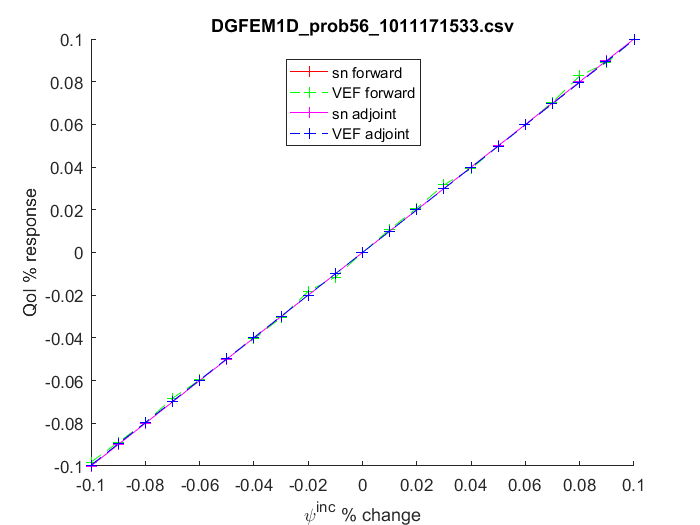 DGFEM1D_prob56_1011171533.csv
sn forward
VEF forward
sn adjoint
VEF adjoint
QoI % response
0.1
0.08
0.06
0.04
0.02
0
-0.02
-0.04
-0.06
-0.08
-0.1
-0.1 -0.08 -0.06 -0.04 -0.02 0 0.02 0.04 0.06 0.08 0.1
ψ^inc % change